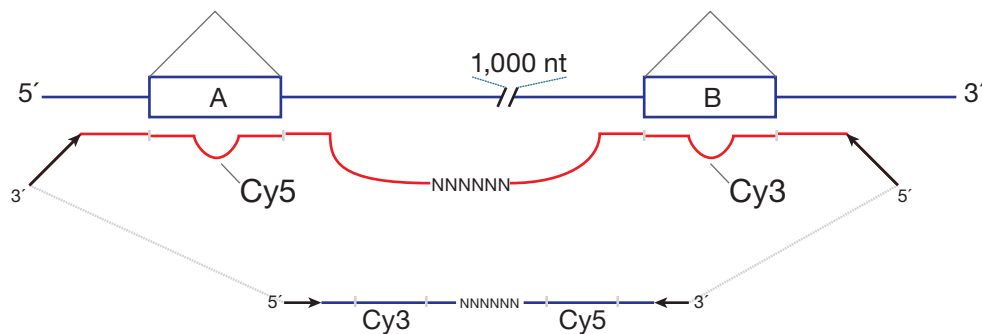 1,000 nt
5´ A B 3´
Cy5 NNNNNN Cy3
3´ 5´
5´ NNNNNN 3´
Cy3 Cy5